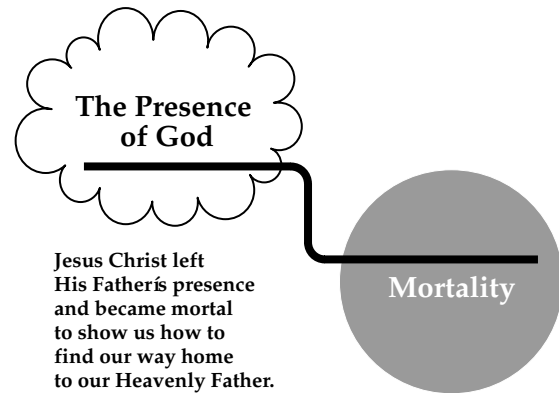 The Presence
of God
Jesus Christ left
His Fatherís presence
and became mortal
to show us how to
find our way home
to our Heavenly Father.
Mortality